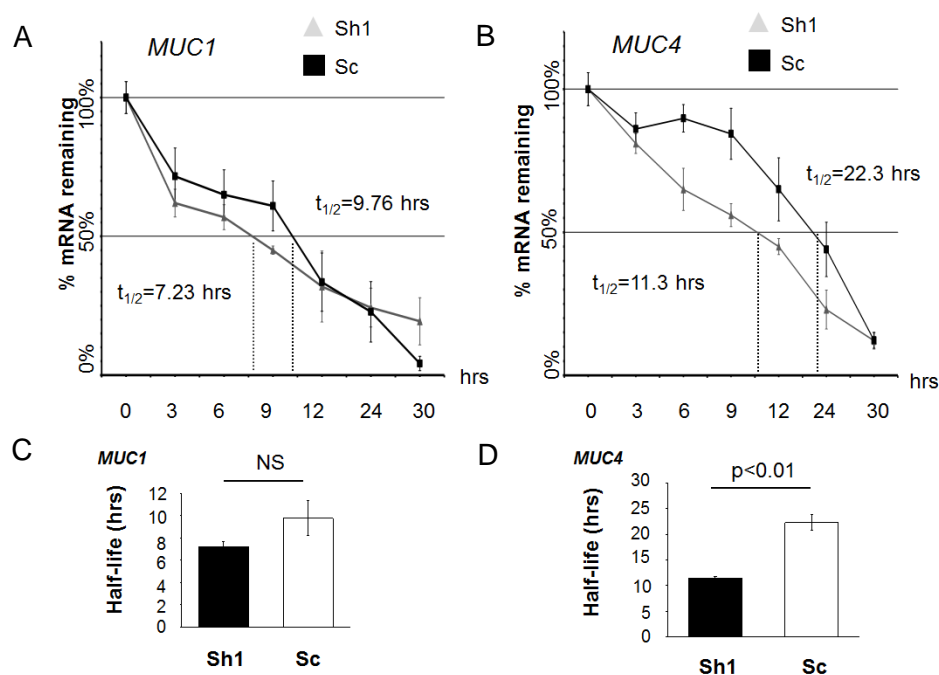 A
MUC1
Sh1
Sc
% mRNA remaining
100%
50%
0%
t1/2=9.76 hrs
t1/2=7.23 hrs
0 3 6 9 12 24 30
hrs
B
MUC4
Sh1
Sc
% mRNA remaining
100%
50%
0%
t1/2=22.3 hrs
t1/2=11.3 hrs
0 3 6 9 12 24 30
hrs
C
MUC1
NS
Half-life (hrs)
12
10
8
6
4
2
0
Sh1 Sc
D
MUC4
p<0.01
Half-life (hrs)
30
25
20
15
10
5
0
Sh1 Sc